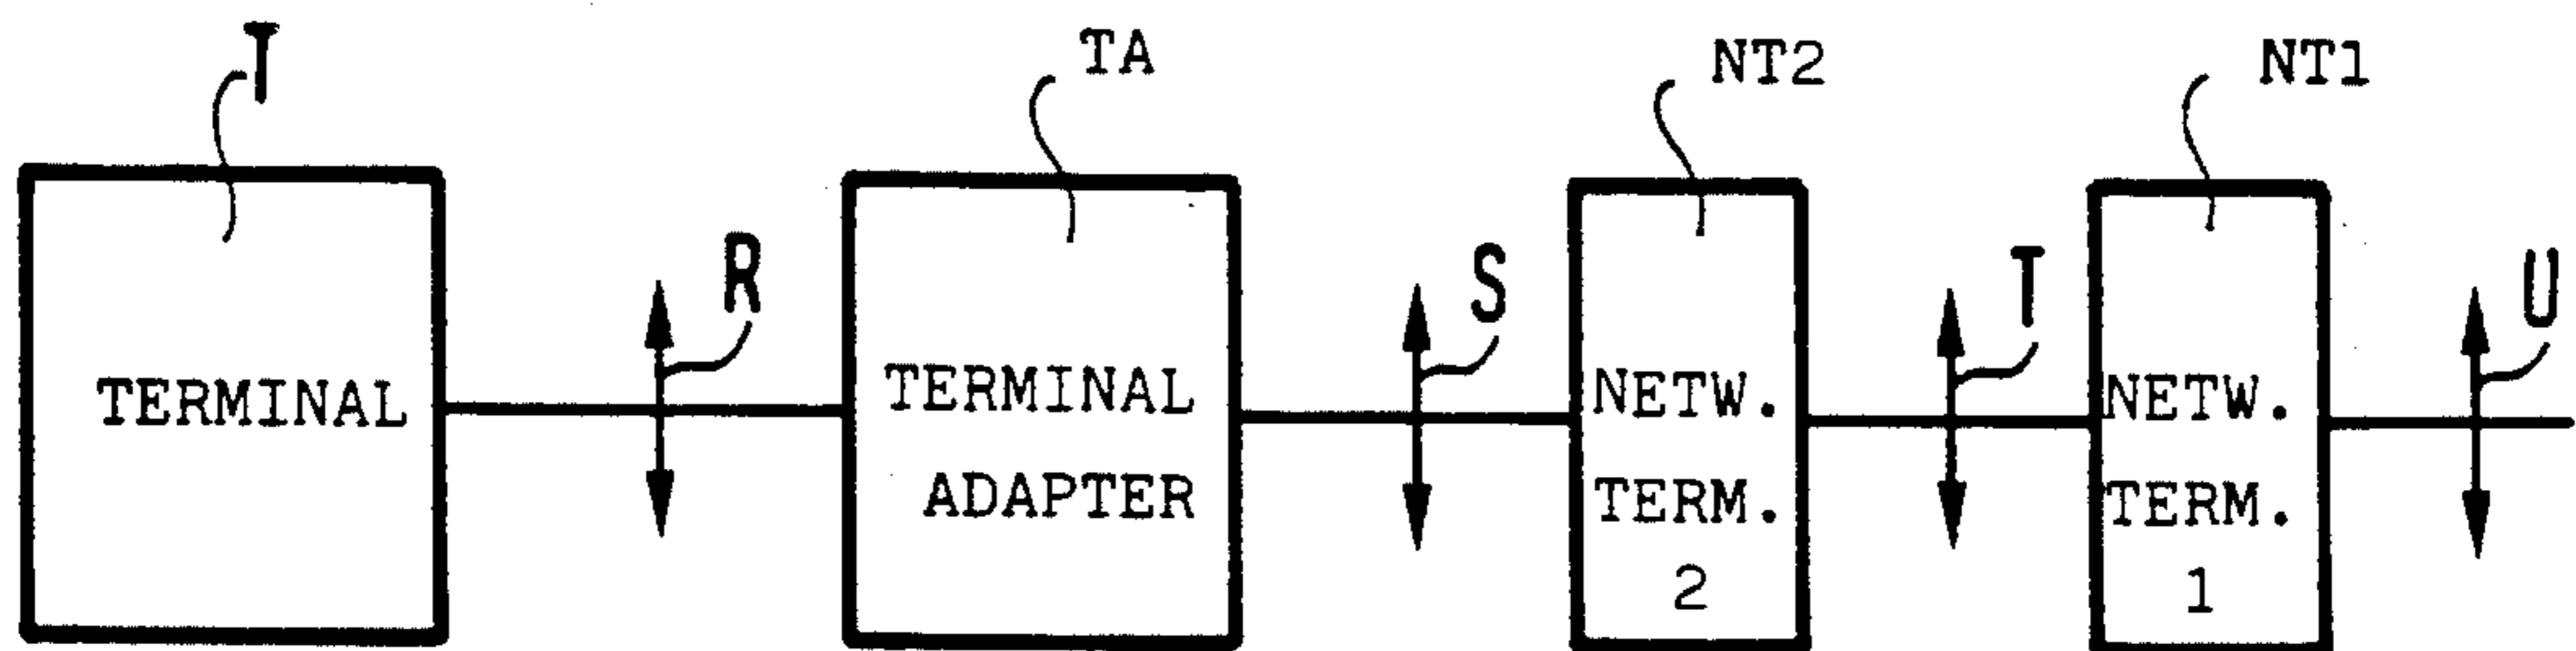 T
TA
NT2
NT1
R
S
T
U
TERMINAL
TERMINAL
ADAPTER
NETW.
TERM.
2
NETW.
TERM.
1